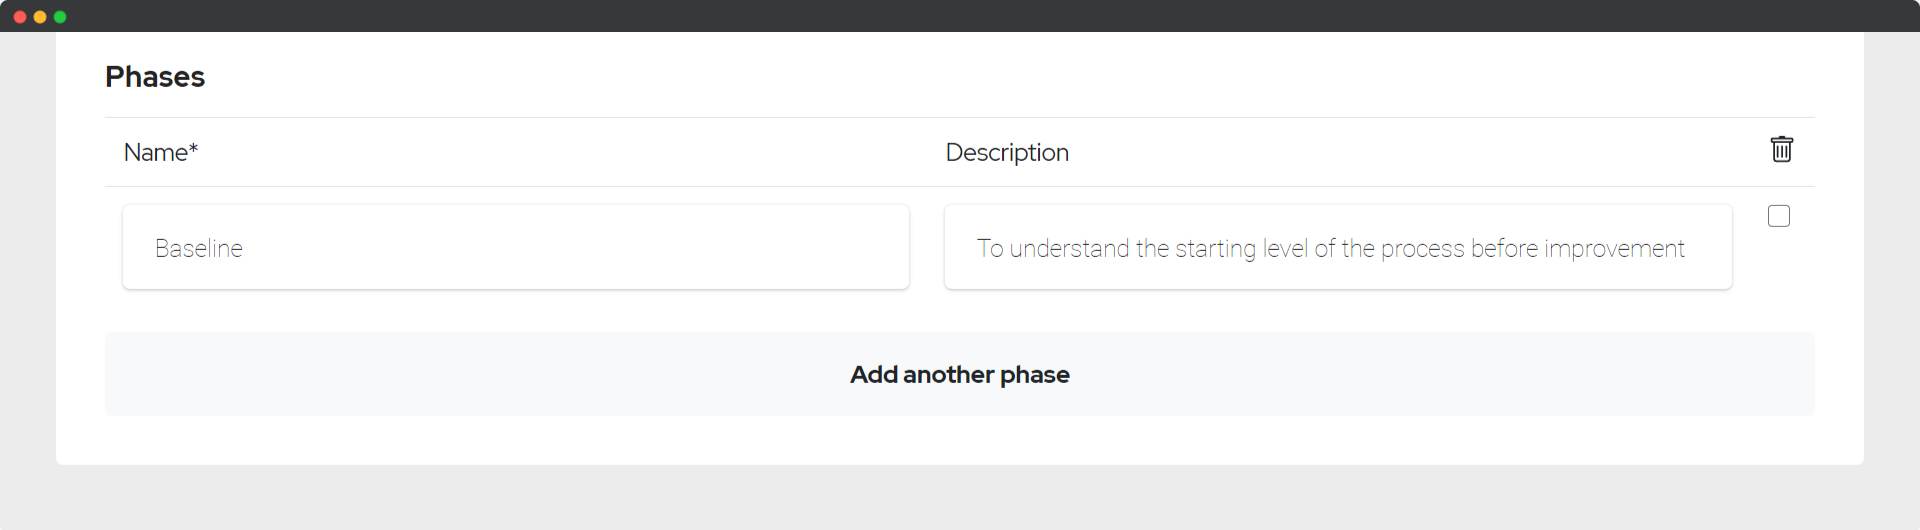 Phases
Name* Description
Baseline To understand the starting level of the process before improvement
Add another phase